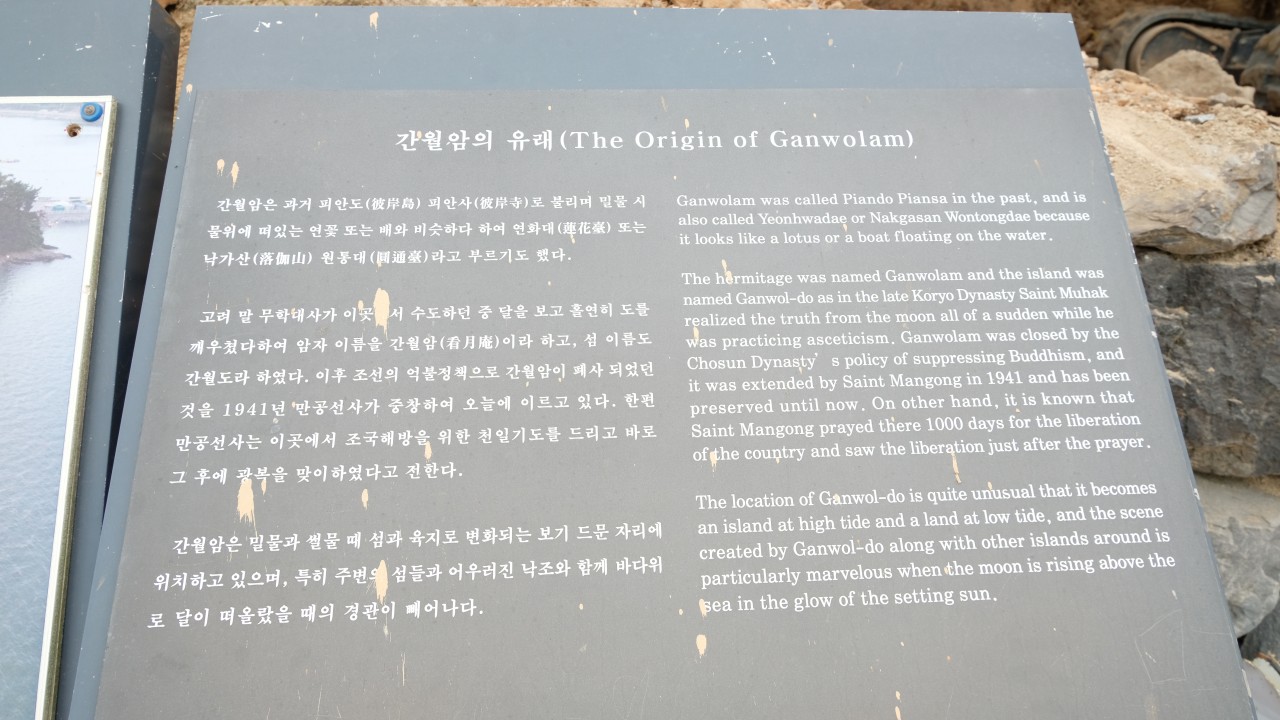 간월암의 유래(The Origin of Ganwolam)
간월암은 과거 피안도(彼岸島) 피안사(彼岸寺)로 불리며 밀물 시
물위에 떠있는 연꽃 또는 배와 비슷하다 하여 연화대(蓮花臺) 또는
낙가산(落伽山) 원통대(圓通臺)라고 부르기도 했다.
고려 말 무학대사가 이곳에서 수도하던 중 달을 보고 홀연히 도를
깨우쳤다하여 암자 이름을 간월암(看月庵)이라 하고, 섬 이름도
간월도라 하였다. 이후 조선의 억불정책으로 간월암이 폐사 되었던
것을 1941년 만공선사가 중창하여 오늘에 이르고 있다. 한편
만공선사는 이곳에서 조국해방을 위한 천일기도를 드리고 바로
그 후에 광복을 맞이하였다고 전한다.
간월암은 밀물과 썰물 때 섬과 육지로 변화되는 보기 드문 자리에
위치하고 있으며, 특히 주변의 섬들과 어우러진 낙조와 함께 바다위
로 달이 떠올랐을 때의 경관이 빼어나다.
Ganwolam was called Piando Piansa in the past, and is
also called Yeonhwadae or Nakgasan Wontongdae because
it looks like a lotus or a boat floating on the water.
The hermitage was named Ganwolam and the island was
named Ganwol-do as in the late Koryo Dynasty Saint Muhak
realized the truth from the moon all of a sudden while he
was practicing asceticism. Ganwolam was closed by the
Chosun Dynasty's policy of suppressing Buddhism, and
it was extended by Saint Mangong in 1941 and has been
preserved until now. On other hand, it is known that
Saint Mangong prayed there 1000 days for the liberation
of the country and saw the liberation just after the prayer.
The location of Ganwol-do is quite unusual that it becomes
an island at high tide and a land at low tide, and the scene
created by Ganwol-do along with other islands around is
particularly marvelous when the moon is rising above the
sea in the glow of the setting sun.